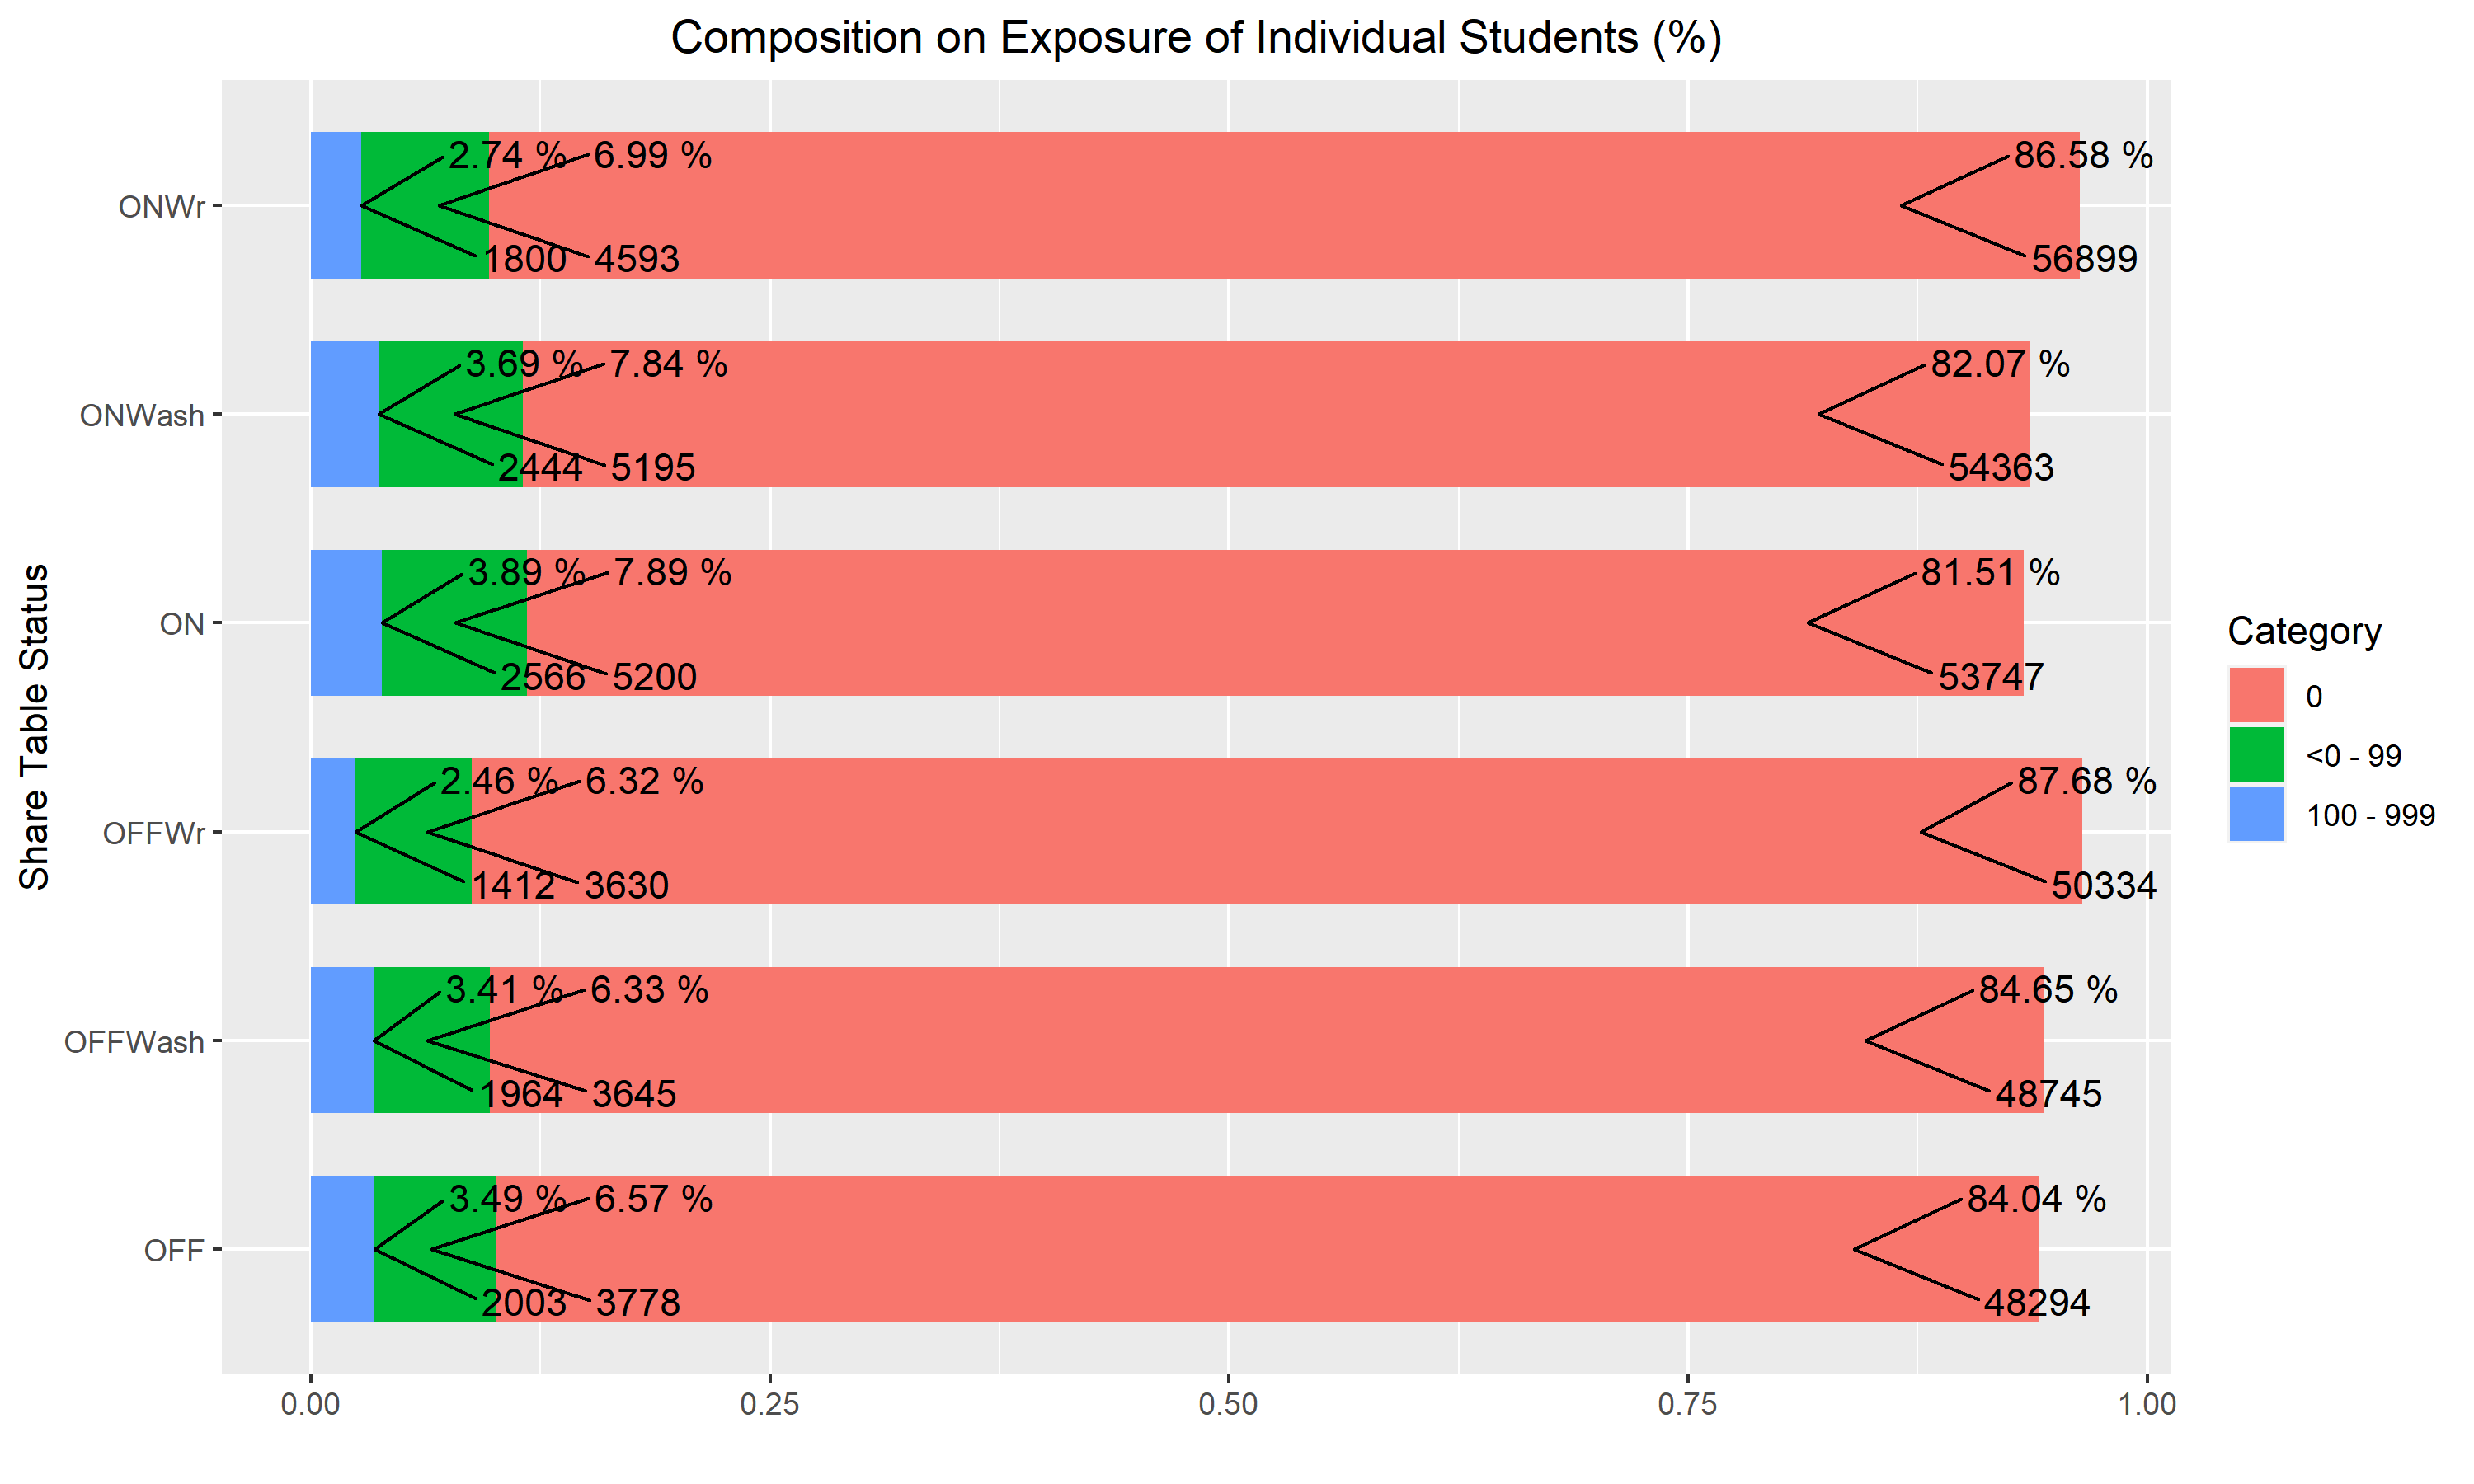 Composition on Exposure of Individual Students (%)
Share Table Status
ONWr
2.74 % 6.99 % 86.58 %
1800 4593 56899
ONWash
3.69 % 7.84 % 82.07 %
2444 5195 54363
ON
3.89 % 7.89 % 81.51 %
2566 5200 53747
OFFWr
2.46 % 6.32 % 87.68 %
1412 3630 50334
OFFWash
3.41 % 6.33 % 84.65 %
1964 3645 48745
OFF
3.49 % 6.57 % 84.04 %
2003 3778 48294
0.00 0.25 0.50 0.75 1.00
Category
0
<0 - 99
100 - 999